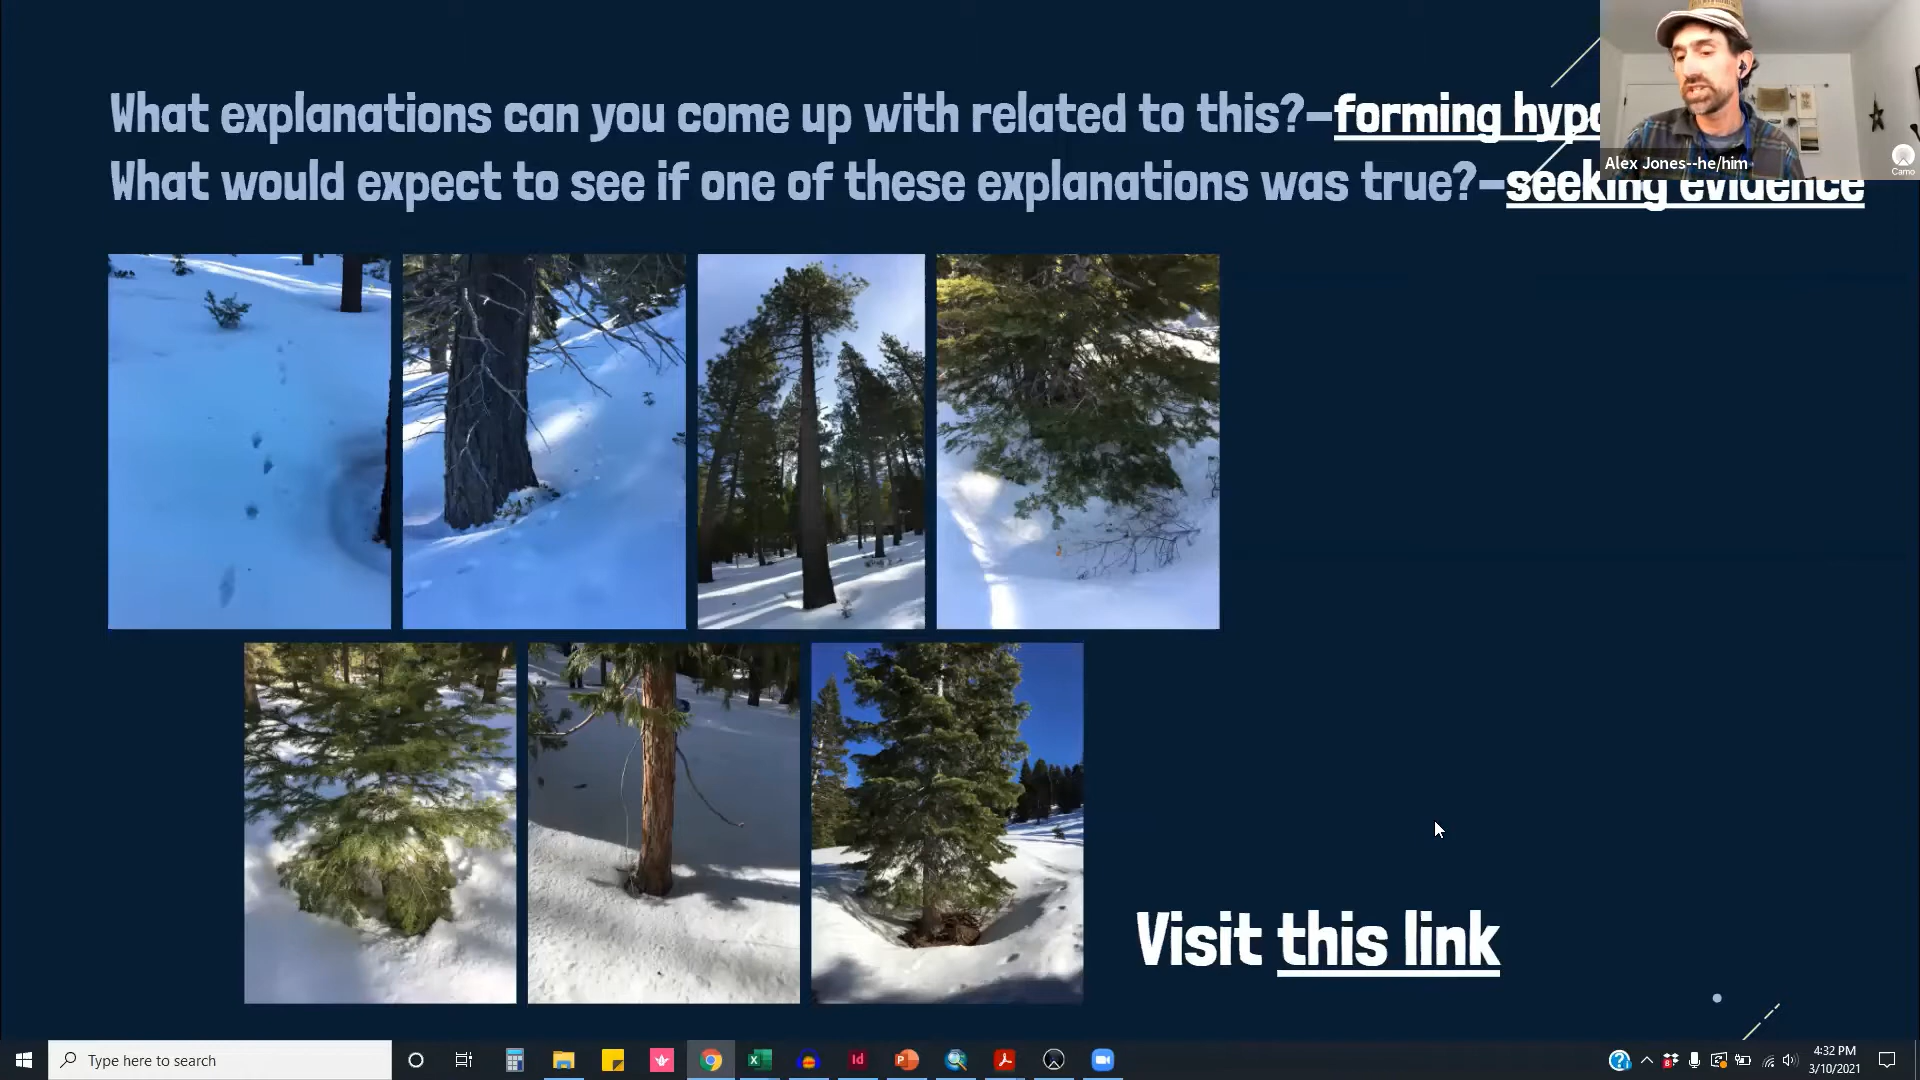 What explanations can you come up with related to this?–forming hypo
Alex Jones--he/him
Camo
What would expect to see if one of these explanations was true?–seeking evidence
Visit this link
Type here to search
4:32 PM
3/10/2021